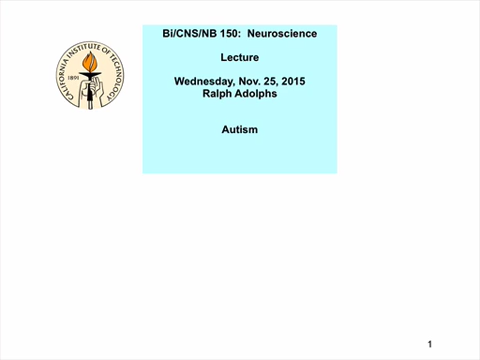 Bi/CNS/NB 150:  Neuroscience
Lecture
Wednesday, Nov. 25, 2015
Ralph Adolphs
Autism
CALIFORNIA INSTITUTE OF TECHNOLOGY
1891
1